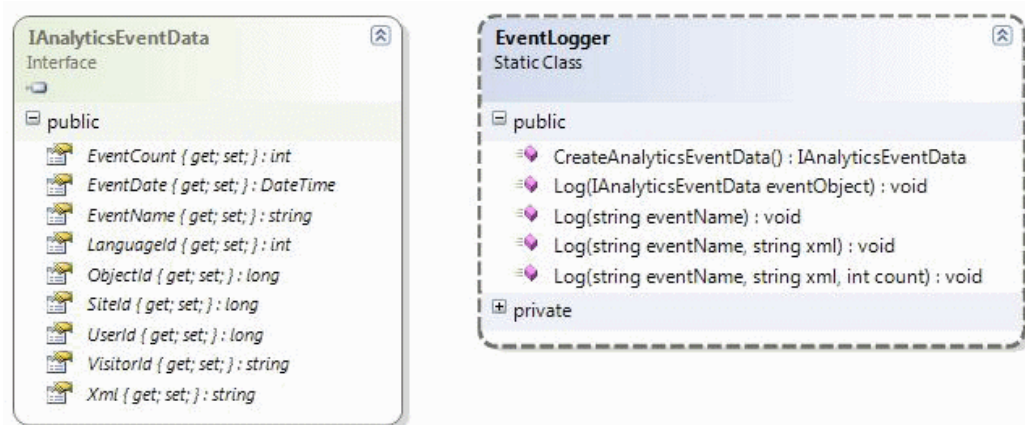 IAnalyticsEventData
Interface
public
EventCount { get; set; } : int
EventDate { get; set; } : DateTime
EventName { get; set; } : string
LanguageId { get; set; } : int
ObjectId { get; set; } : long
SiteId { get; set; } : long
UserId { get; set; } : long
VisitorId { get; set; } : string
Xml { get; set; } : string
EventLogger
Static Class
public
CreateAnalyticsEventData() : IAnalyticsEventData
Log(IAnalyticsEventData eventObject) : void
Log(string eventName) : void
Log(string eventName, string xml) : void
Log(string eventName, string xml, int count) : void
private